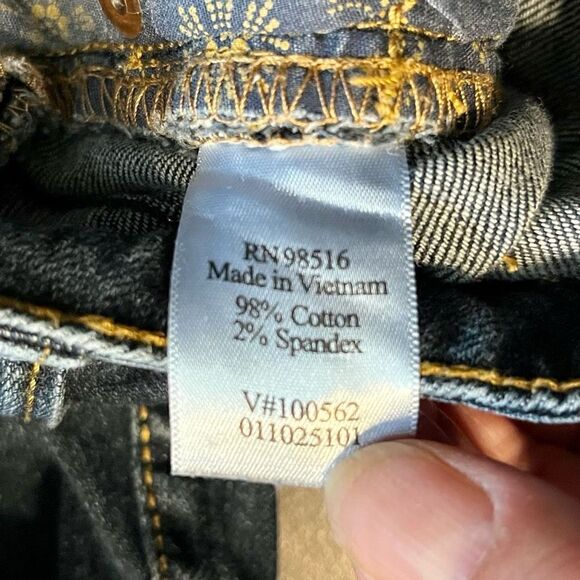 RN 98516
Made in Vietnam
98% Cotton
2% Spandex
V#100562
011025101